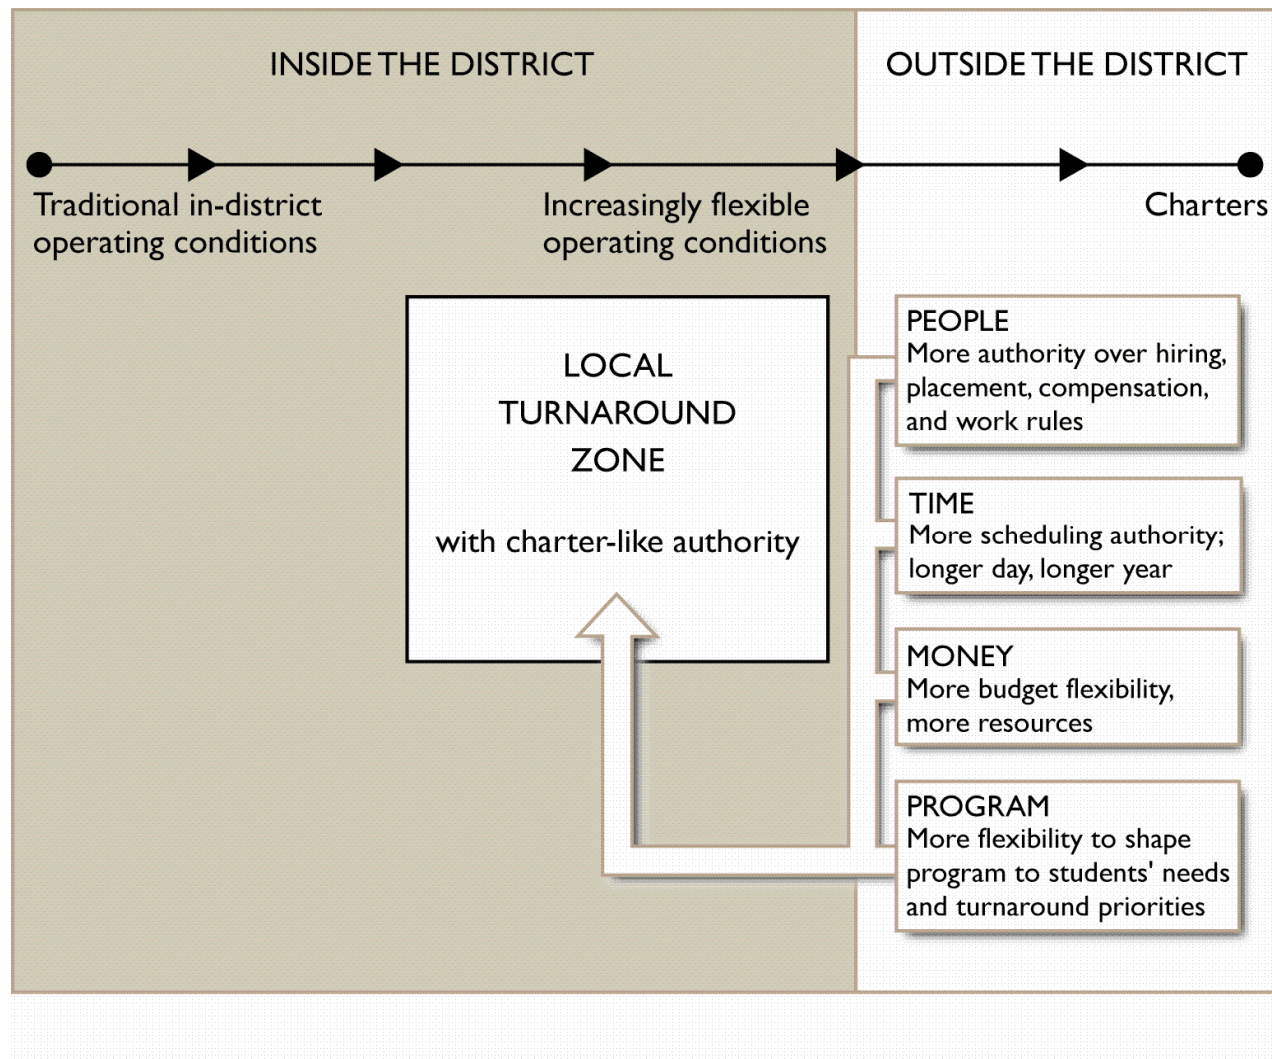 INSIDE THE DISTRICT
OUTSIDE THE DISTRICT
Traditional in-district
operating conditions
Increasingly flexible
operating conditions
Charters
LOCAL
TURNAROUND
ZONE
with charter-like authority
PEOPLE
More authority over hiring,
placement, compensation,
and work rules
TIME
More scheduling authority;
longer day, longer year
MONEY
More budget flexibility,
more resources
PROGRAM
More flexibility to shape
program to students' needs
and turnaround priorities